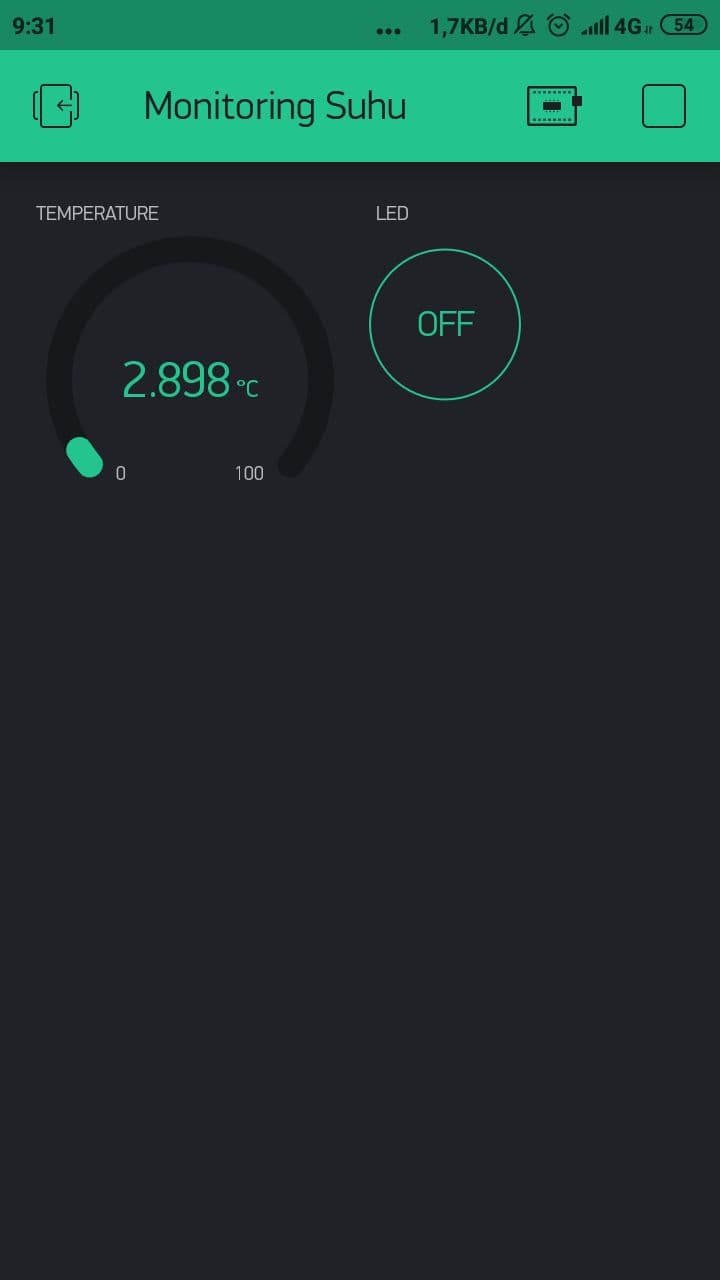 9:31 ... 1,7KB/d 4G 54
Monitoring Suhu
TEMPERATURE LED
2.898 °C
OFF
0 100